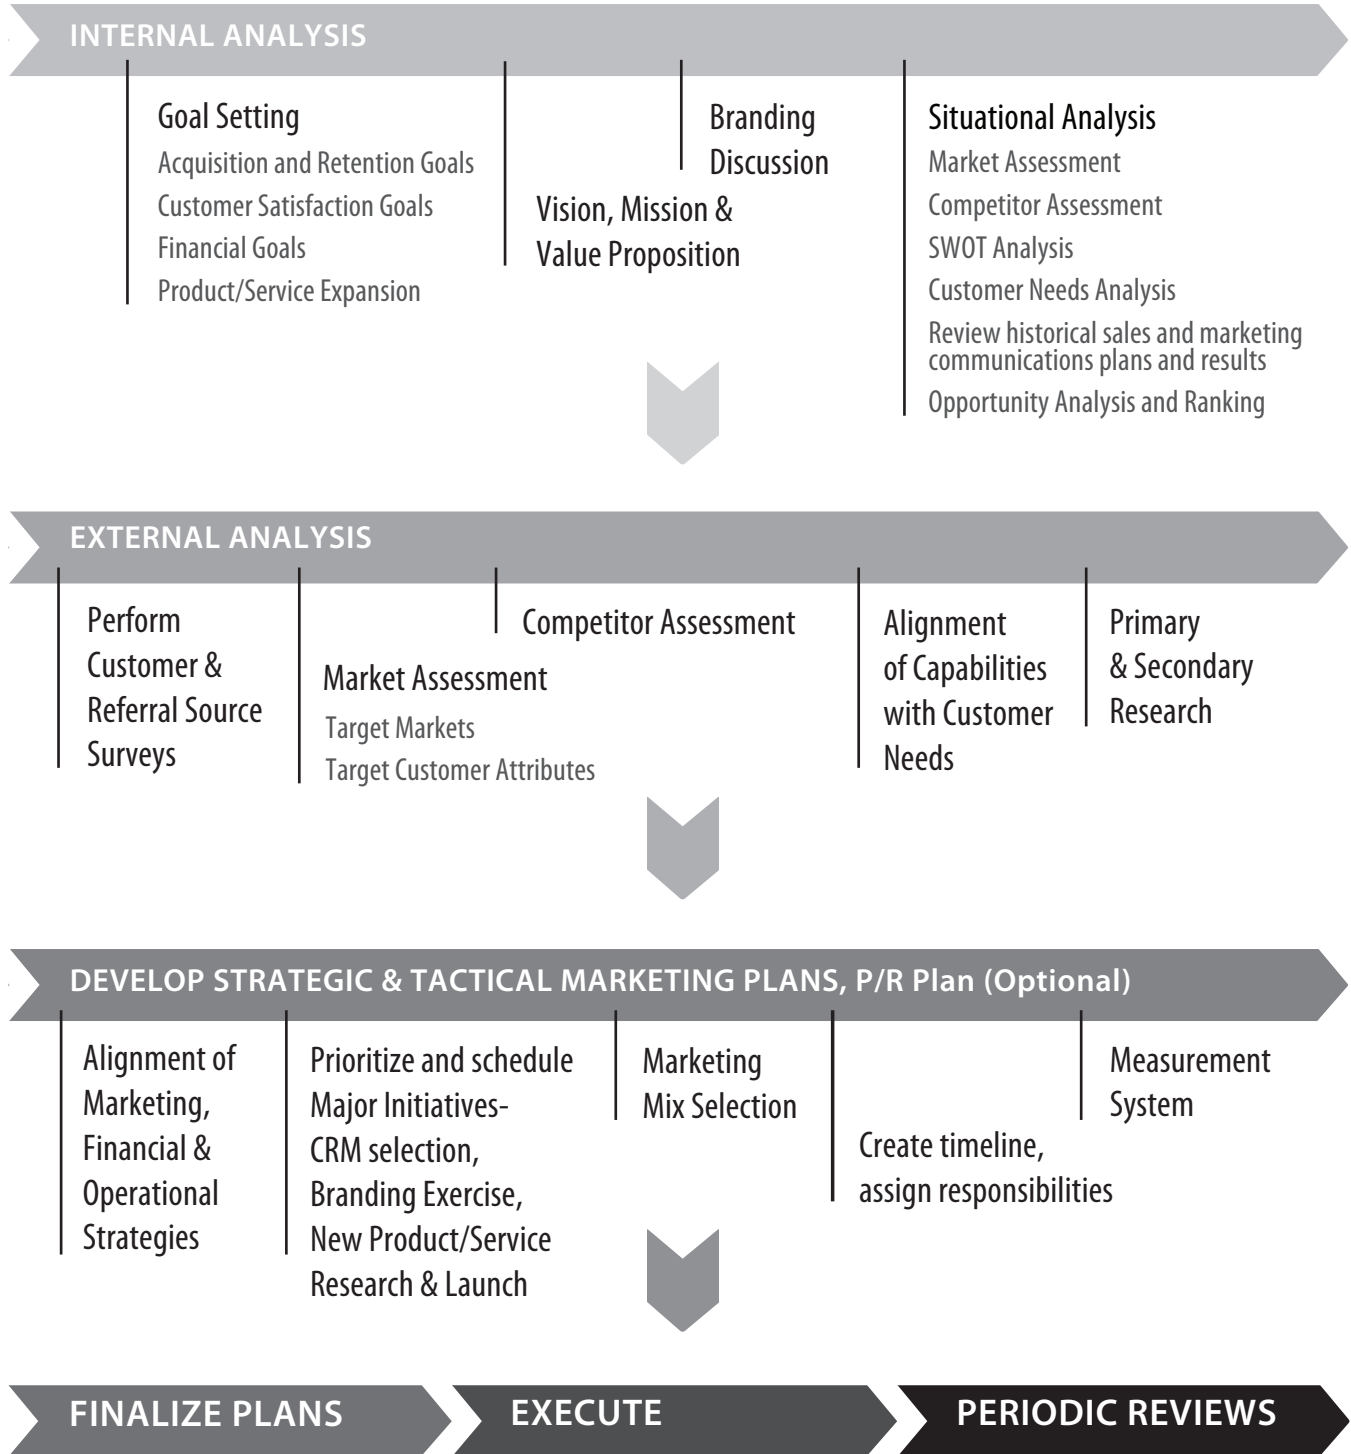 INTERNAL ANALYSIS
Goal Setting
Acquisition and Retention Goals
Customer Satisfaction Goals
Financial Goals
Product/Service Expansion
Vision, Mission &
Value Proposition
Branding
Discussion
Situational Analysis
Market Assessment
Competitor Assessment
SWOT Analysis
Customer Needs Analysis
Review historical sales and marketing
communications plans and results
Opportunity Analysis and Ranking
EXTERNAL ANALYSIS
Perform
Customer &
Referral Source
Surveys
Market Assessment
Target Markets
Target Customer Attributes
Competitor Assessment
Alignment
of Capabilities
with Customer
Needs
Primary
& Secondary
Research
DEVELOP STRATEGIC & TACTICAL MARKETING PLANS, P/R Plan (Optional)
Alignment of
Marketing,
Financial &
Operational
Strategies
Prioritize and schedule
Major Initiatives-
CRM selection,
Branding Exercise,
New Product/Service
Research & Launch
Marketing
Mix Selection
Create timeline,
assign responsibilities
Measurement
System
FINALIZE PLANS
EXECUTE
PERIODIC REVIEWS